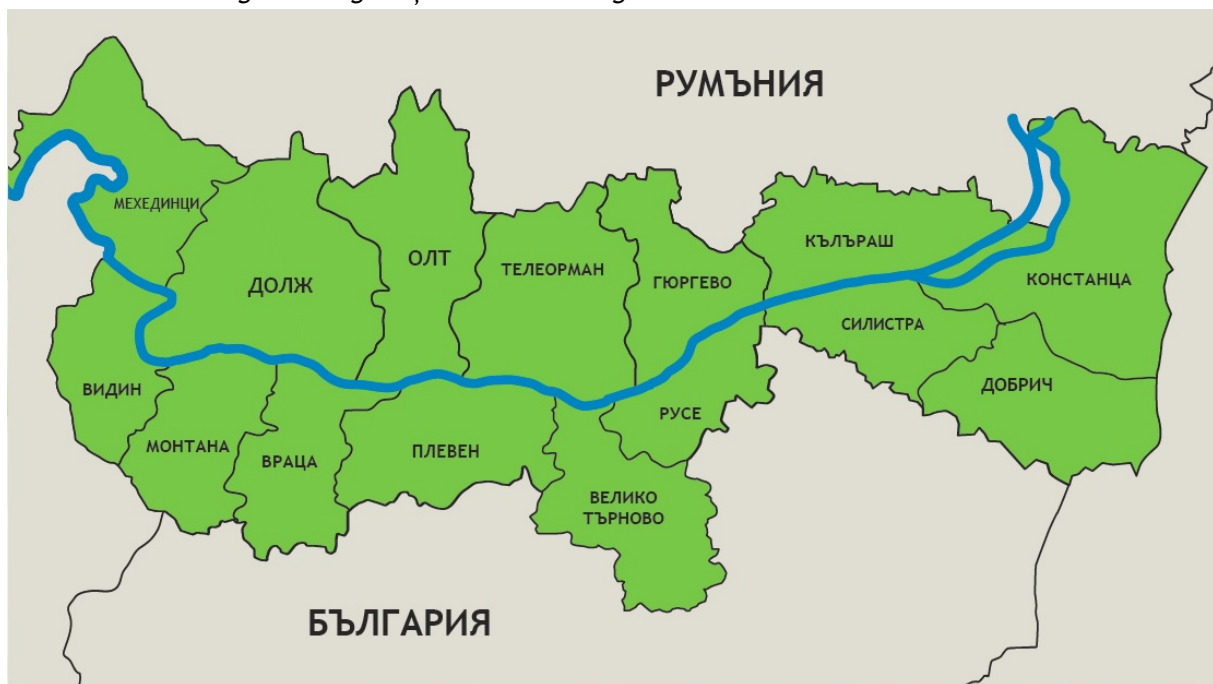 РУМЪНИЯ
МЕХЕДИНЦИ
ДОЛЖ
ОЛТ
ТЕЛЕОРМАН
ГЮРГЕВО
КЪЛЪРАШ
КОНСТАНЦА
СИЛИСТРА
ДОБРИЧ
ВИДИН
МОНТАНА
ВРАЦА
ПЛЕВЕН
РУСЕ
ВЕЛИКО
ТЪРНОВО
БЪЛГАРИЯ